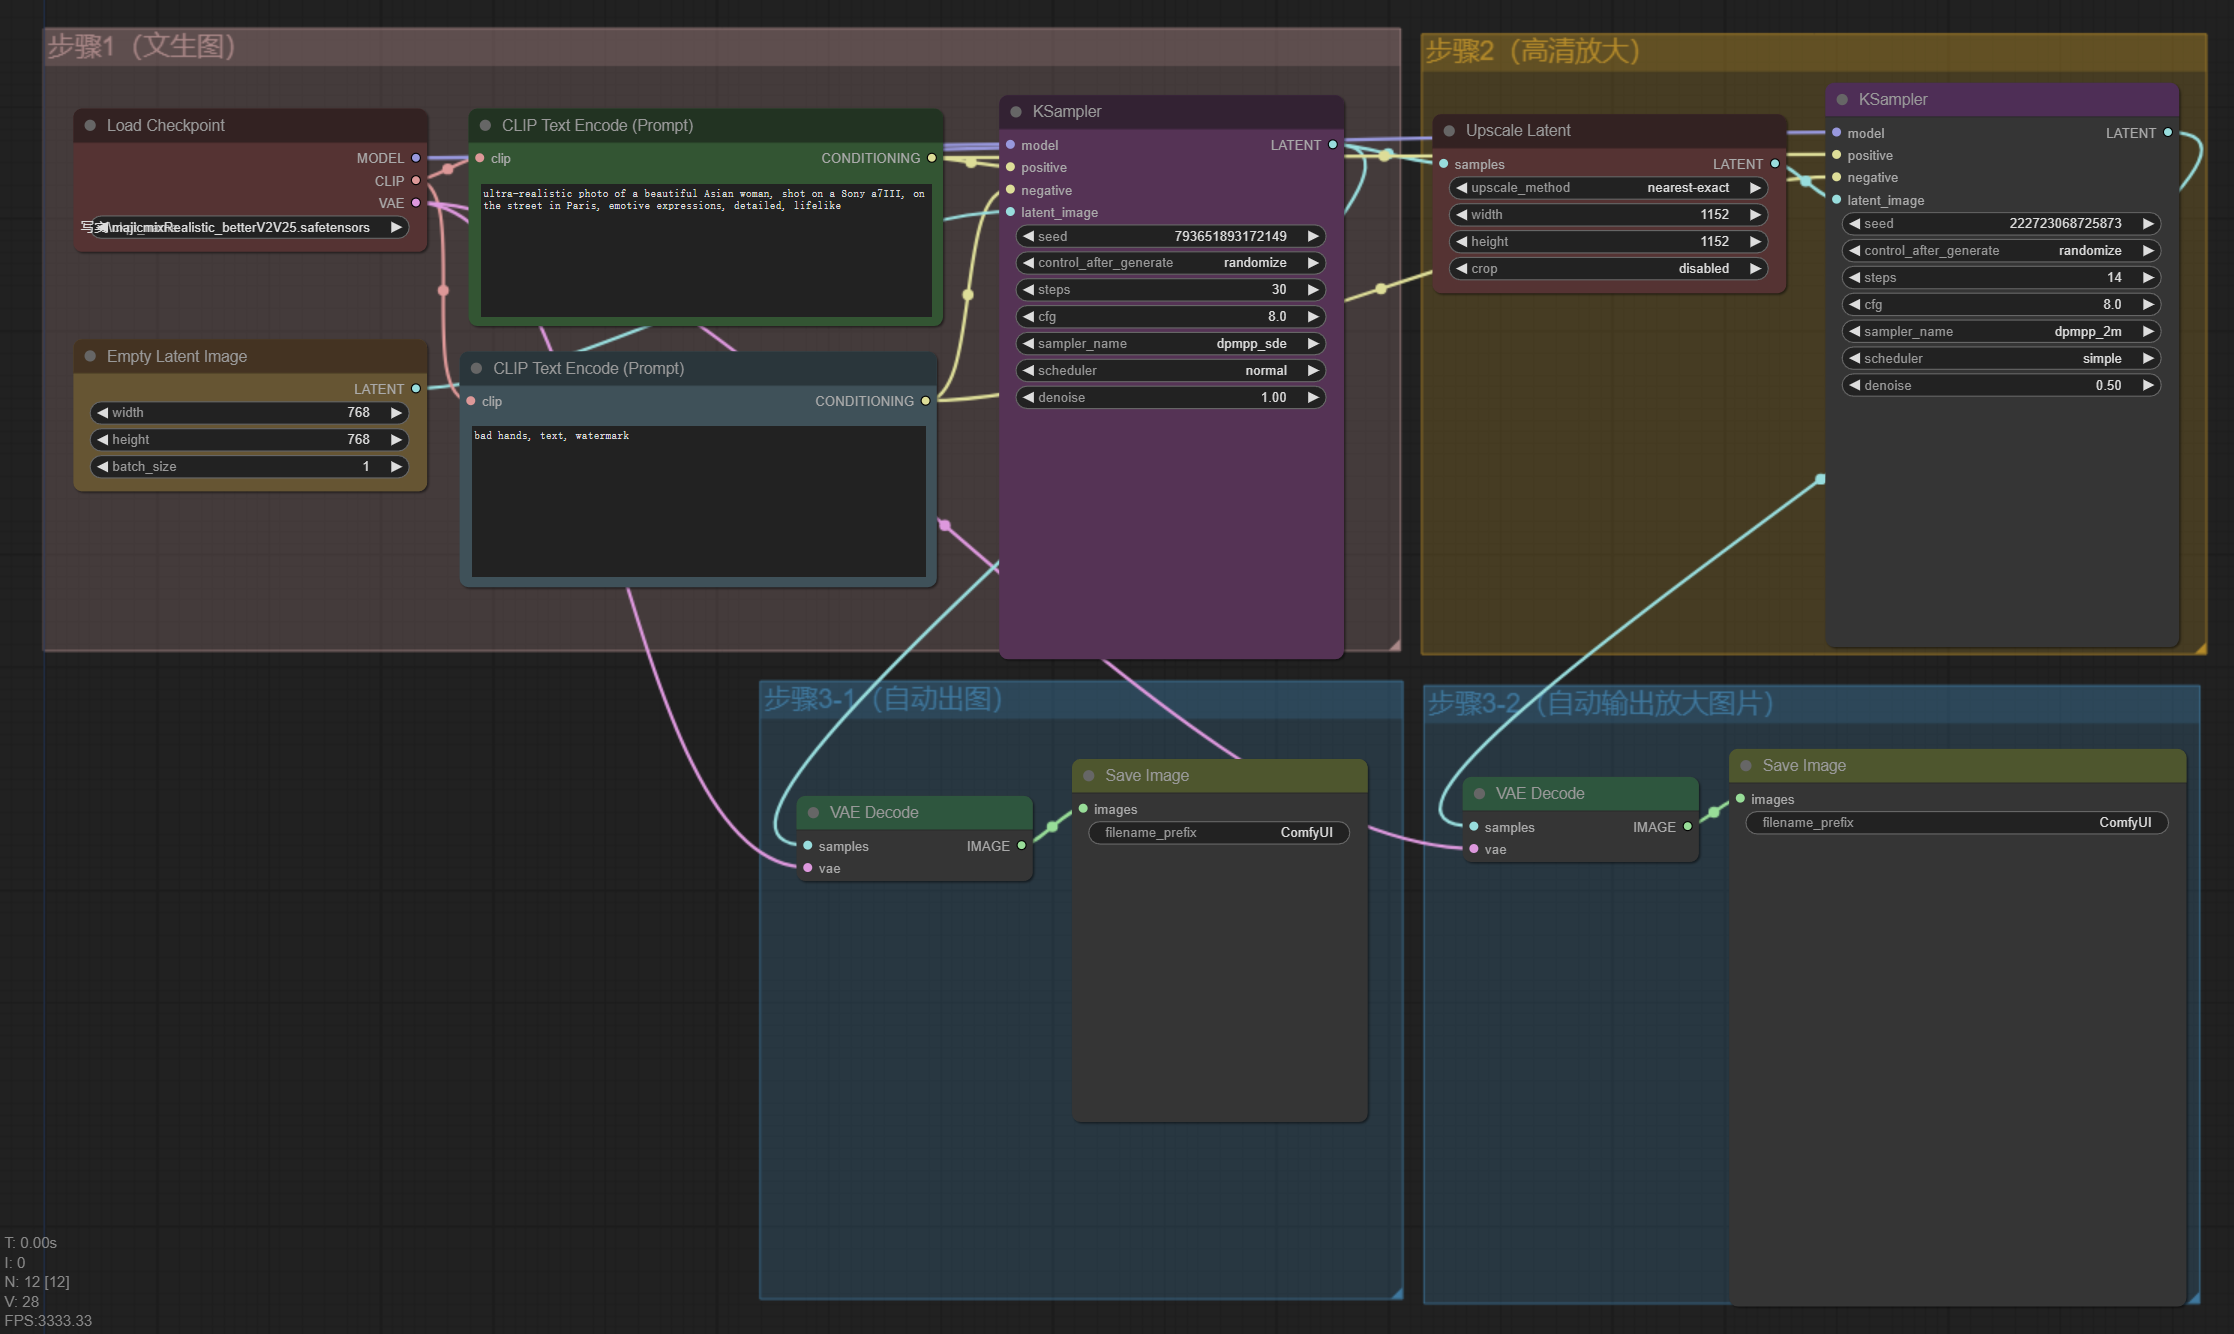 步骤1（文生图）
Load Checkpoint
MODEL
CLIP
VAE
majicmixRealistic_betterV2V25.safetensors
Empty Latent Image
LATENT
width 768
height 768
batch_size 1
CLIP Text Encode (Prompt)
clip CONDITIONING
ultra-realistic photo of a beautiful Asian woman, shot on a Sony a7III, on
the street in Paris, emotive expressions, detailed, lifelike
CLIP Text Encode (Prompt)
clip CONDITIONING
bad hands, text, watermark
KSampler
model LATENT
positive
negative
latent_image
seed 793651893172149
control_after_generate randomize
steps 30
cfg 8.0
sampler_name dpmpp_sde
scheduler normal
denoise 1.00
步骤2（高清放大）
Upscale Latent
samples LATENT
upscale_method nearest-exact
width 1152
height 1152
crop disabled
KSampler
model LATENT
positive
negative
latent_image
seed 222723068725873
control_after_generate randomize
steps 14
cfg 8.0
sampler_name dpmpp_2m
scheduler simple
denoise 0.50
步骤3-1（自动出图）
VAE Decode
samples IMAGE
vae
Save Image
images
filename_prefix ComfyUI
步骤3-2（自动输出放大图片）
VAE Decode
samples IMAGE
vae
Save Image
images
filename_prefix ComfyUI
T: 0.00s
I: 0
N: 12 [12]
V: 28
FPS:3333.33